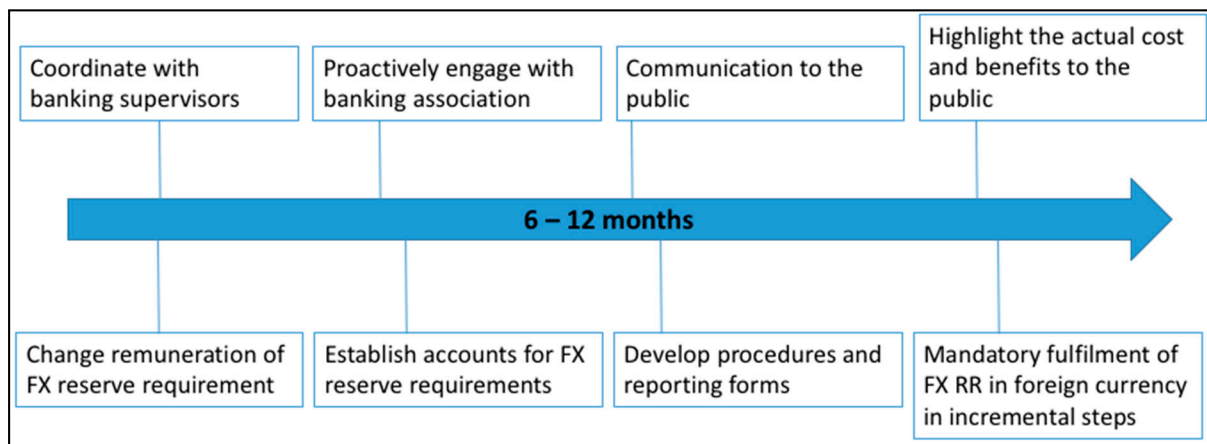 Coordinate with
banking supervisors
Proactively engage with
banking association
Communication to the
public
Highlight the actual cost
and benefits to the
public
6 – 12 months
Change remuneration of
FX reserve requirement
Establish accounts for FX
reserve requirements
Develop procedures and
reporting forms
Mandatory fulfilment of
FX RR in foreign currency
in incremental steps